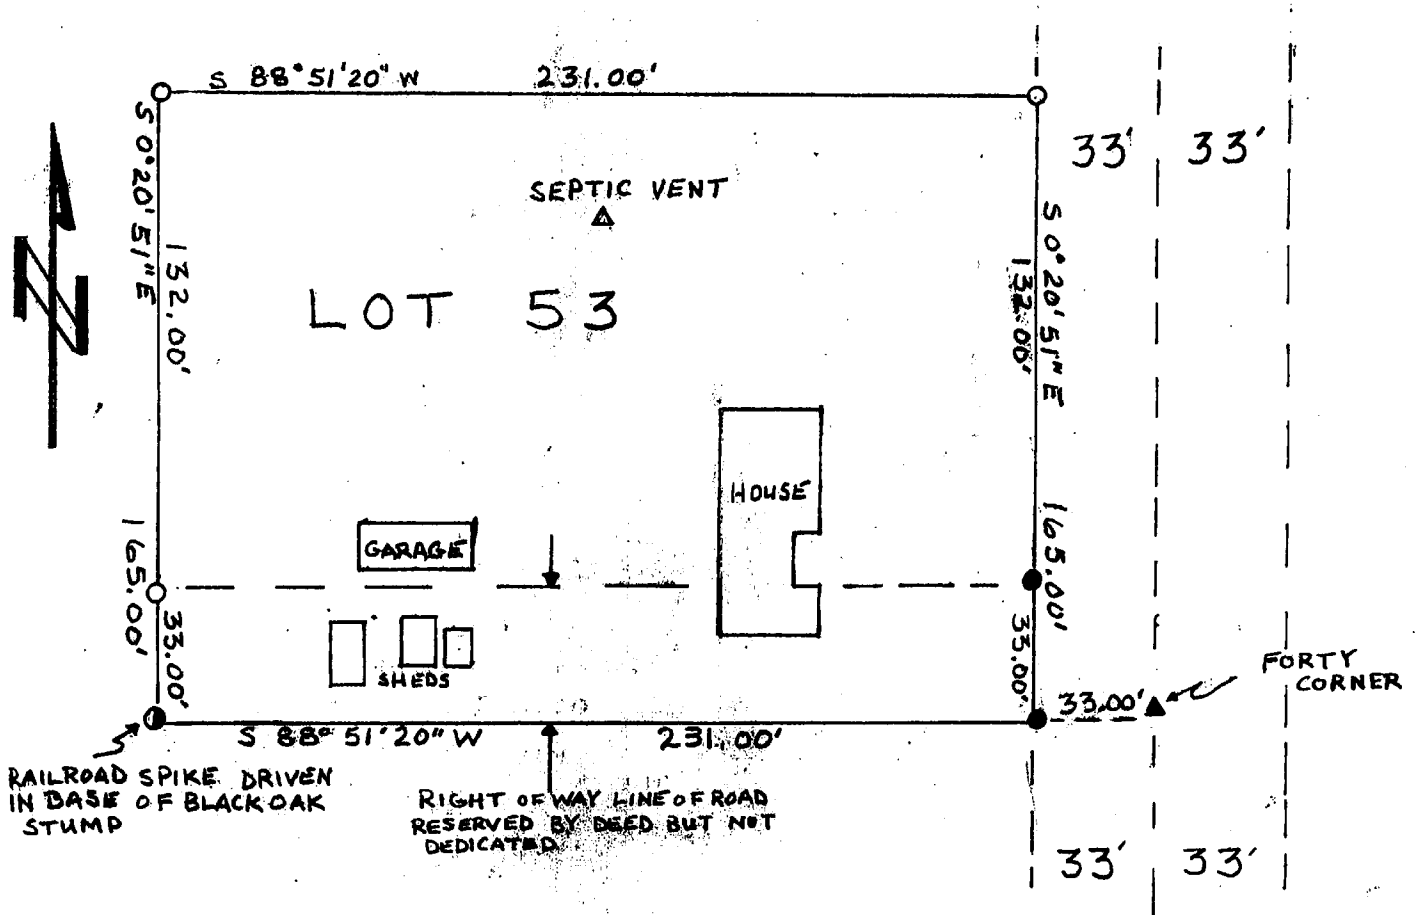 S 88°51'20" W 231.00'
33' 33'
S 0°20'51" E
132.00'
SEPTIC VENT
S 0°20'51" E
132.00'
LOT 53
N
HOUSE
GARAGE
165.00'
33.00'
165.00'
33.00'
SHEDS
FORTY
CORNER
33.00'
S 88° 51'20" W 231.00'
RAILROAD SPIKE DRIVEN
IN BASE OF BLACK OAK
STUMP
RIGHT OF WAY LINE OF ROAD
RESERVED BY DEED BUT NOT
DEDICATED.
33' 33'